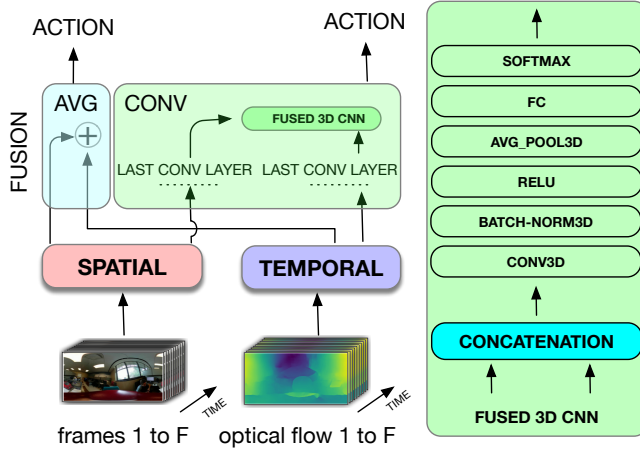 ACTION
ACTION
FUSION
AVG
CONV
FUSED 3D CNN
LAST CONV LAYER
LAST CONV LAYER
SPATIAL
TEMPORAL
TIME
TIME
frames 1 to F
optical flow 1 to F
SOFTMAX
FC
AVG_POOL3D
RELU
BATCH-NORM3D
CONV3D
CONCATENATION
FUSED 3D CNN